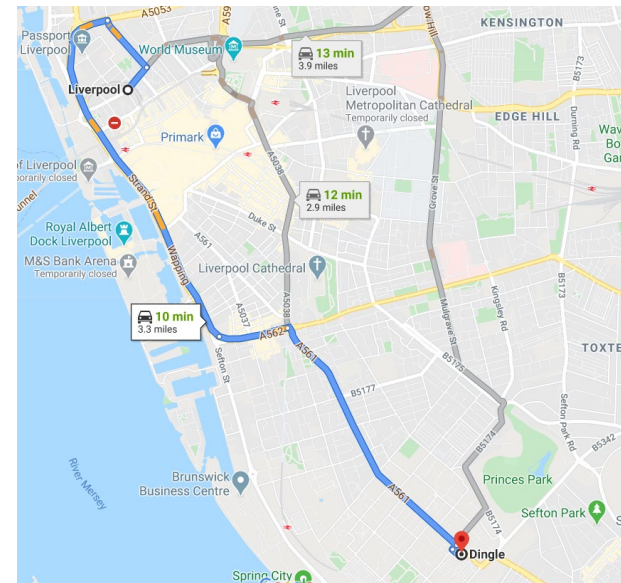 A5053
A59
KENSINGTON
Passport
Liverpool
World Museum
13 min
3.9 miles
B5173
Liverpool
Liverpool
Metropolitan Cathedral
Temporarily closed
EDGE HILL
Durning Rd
Primark
of Liverpool
porarily closed
A5038
12 min
2.9 miles
Grove St
Strand St
Royal Albert
Dock Liverpool
Duke St
A561
M&S Bank Arena
Temporarily closed
Wapping
Liverpool Cathedral
Kingsley Rd
B5173
10 min
3.3 miles
A5037
A5038
A562
Mulgrave St
Sefton St
A561
B5175
TOXTE
B5177
Sefton Park Rd
B5174
B5342
River Mersey
Brunswick
Business Centre
Princes Park
A561
B5174
Sefton Park
Dingle
Spring City